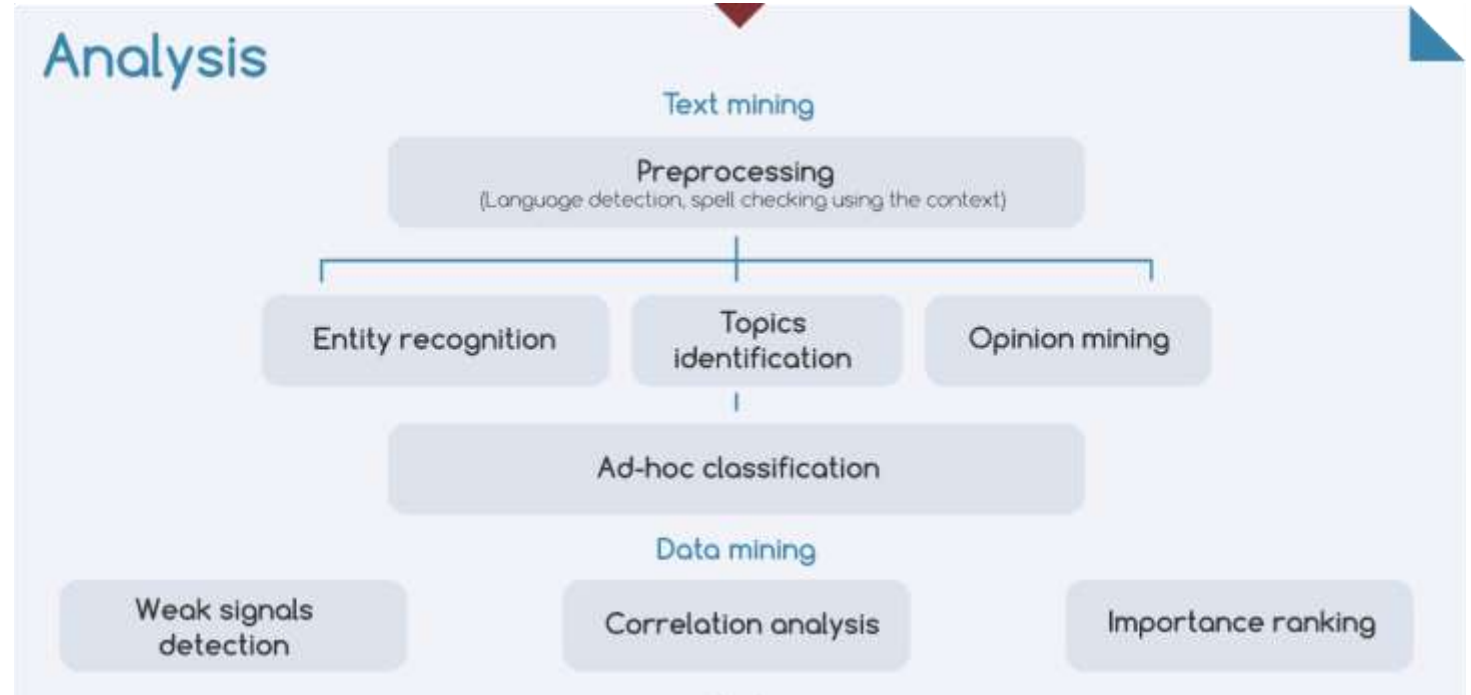 Analysis
Text mining
Preprocessing
(Language detection, spell checking using the context)
Entity recognition
Topics
identification
Opinion mining
Ad-hoc classification
Data mining
Weak signals
detection
Correlation analysis
Importance ranking